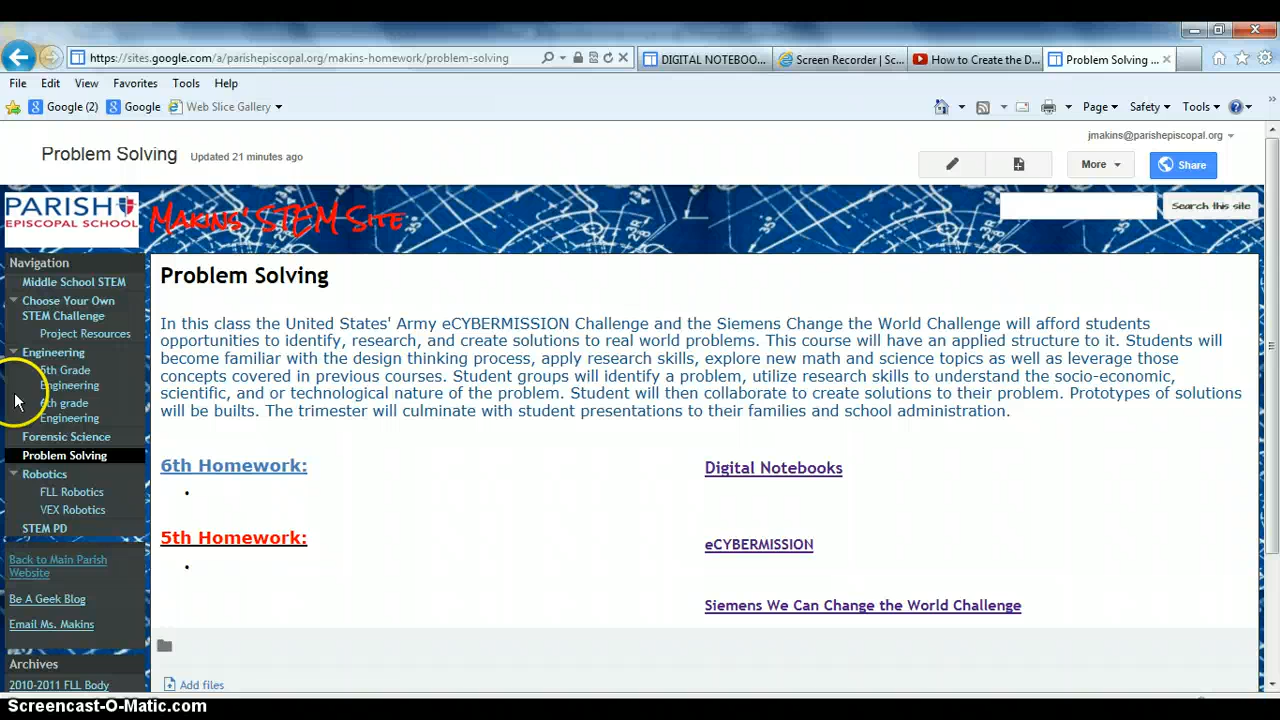 https://sites.google.com/a/parishepiscopal.org/makins-homework/problem-solving
DIGITAL NOTEBOO...
Screen Recorder | Sc...
How to Create the D...
Problem Solving ...
File Edit View Favorites Tools Help
Google (2) Google Web Slice Gallery
Page Safety Tools
jmakins@parishepiscopal.org
Problem Solving Updated 21 minutes ago
More Share
PARISH
EPISCOPAL SCHOOL
Makins' STEM Site
Search this site
Navigation
Middle School STEM
Choose Your Own
STEM Challenge
Project Resources
Engineering
5th Grade
Engineering
6th grade
Engineering
Forensic Science
Problem Solving
Robotics
FLL Robotics
VEX Robotics
STEM PD
Back to Main Parish
Website
Be A Geek Blog
Email Ms. Makins
Archives
2010-2011 FLL Body
Problem Solving
In this class the United States' Army eCYBERMISSION Challenge and the Siemens Change the World Challenge will afford students
opportunities to identify, research, and create solutions to real world problems. This course will have an applied structure to it. Students will
become familiar with the design thinking process, apply research skills, explore new math and science topics as well as leverage those
concepts covered in previous courses. Student groups will identify a problem, utilize research skills to understand the socio-economic,
scientific, and or technological nature of the problem. Student will then collaborate to create solutions to their problem. Prototypes of solutions
will be builts. The trimester will culminate with student presentations to their families and school administration.
6th Homework:
5th Homework:
Digital Notebooks
eCYBERMISSION
Siemens We Can Change the World Challenge
Add files
Screencast-O-Matic.com